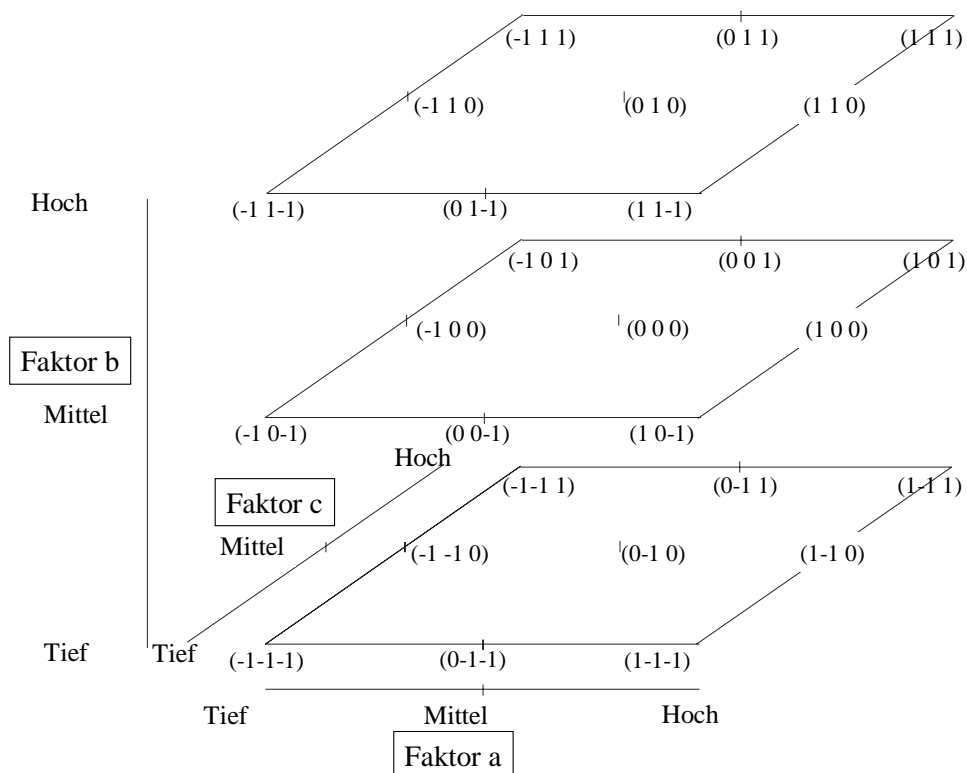 (-1 1 1) (0 1 1) (1 1 1)
(-1 1 0) (0 1 0) (1 1 0)
Hoch
(-1 1-1) (0 1-1) (1 1-1)
(-1 0 1) (0 0 1) (1 0 1)
(-1 0 0) (0 0 0) (1 0 0)
Faktor b
Mittel
(-1 0-1) (0 0-1) (1 0-1)
Hoch
(-1-1 1) (0-1 1) (1-1 1)
Faktor c
Mittel
(-1 -1 0) (0-1 0) (1-1 0)
Tief Tief
(-1-1-1) (0-1-1) (1-1-1)
Tief Mittel Hoch
Faktor a